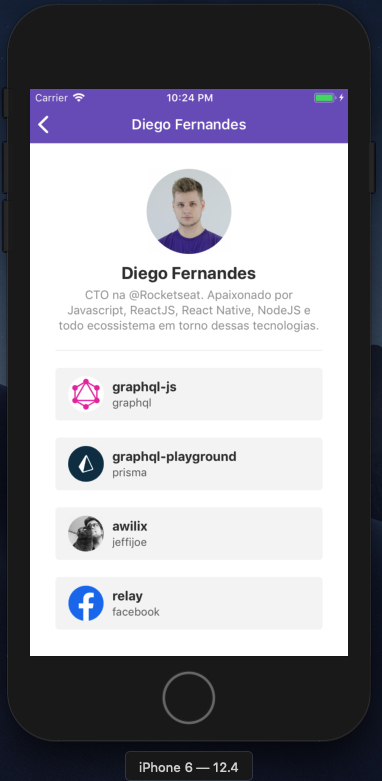 Carrier 10:24 PM
Diego Fernandes
Diego Fernandes
CTO na @Rocketseat. Apaixonado por
Javascript, ReactJS, React Native, NodeJS e
todo ecossistema em torno dessas tecnologias.
graphql-js
graphql
graphql-playground
prisma
awilix
jeffijoe
relay
facebook
iPhone 6 — 12.4